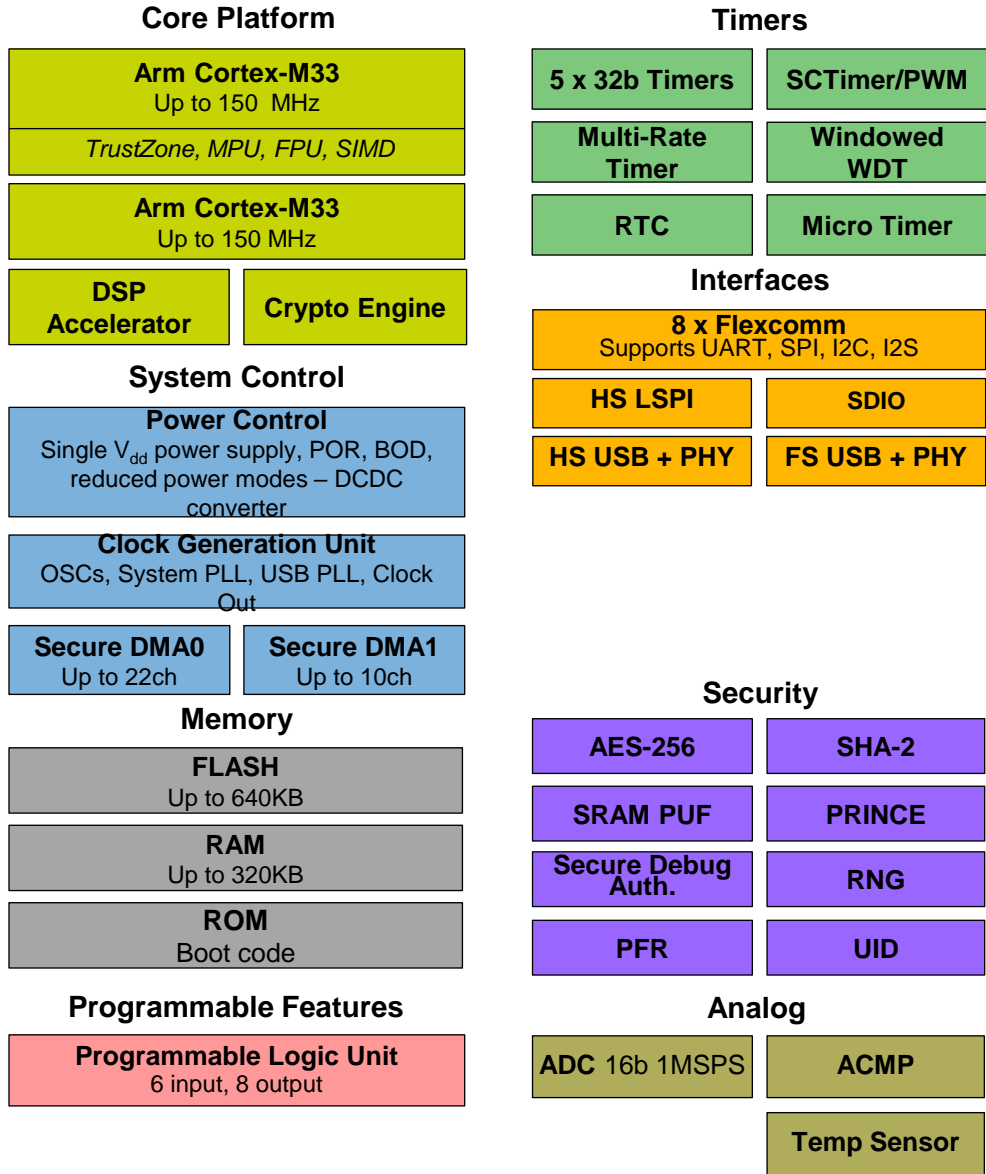 Core Platform
Arm Cortex-M33
Up to 150 MHz
TrustZone, MPU, FPU, SIMD
Arm Cortex-M33
Up to 150 MHz
DSP
Accelerator
Crypto Engine
System Control
Power Control
Single Vdd power supply, POR, BOD,
reduced power modes – DCDC
converter
Clock Generation Unit
OSCs, System PLL, USB PLL, Clock
Out
Secure DMA0
Up to 22ch
Secure DMA1
Up to 10ch
Memory
FLASH
Up to 640KB
RAM
Up to 320KB
ROM
Boot code
Programmable Features
Programmable Logic Unit
6 input, 8 output
Timers
5 x 32b Timers
SCTimer/PWM
Multi-Rate
Timer
Windowed
WDT
RTC
Micro Timer
Interfaces
8 x Flexcomm
Supports UART, SPI, I2C, I2S
HS LSPI
SDIO
HS USB + PHY
FS USB + PHY
Security
AES-256
SHA-2
SRAM PUF
PRINCE
Secure Debug
Auth.
RNG
PFR
UID
Analog
ADC 16b 1MSPS
ACMP
Temp Sensor